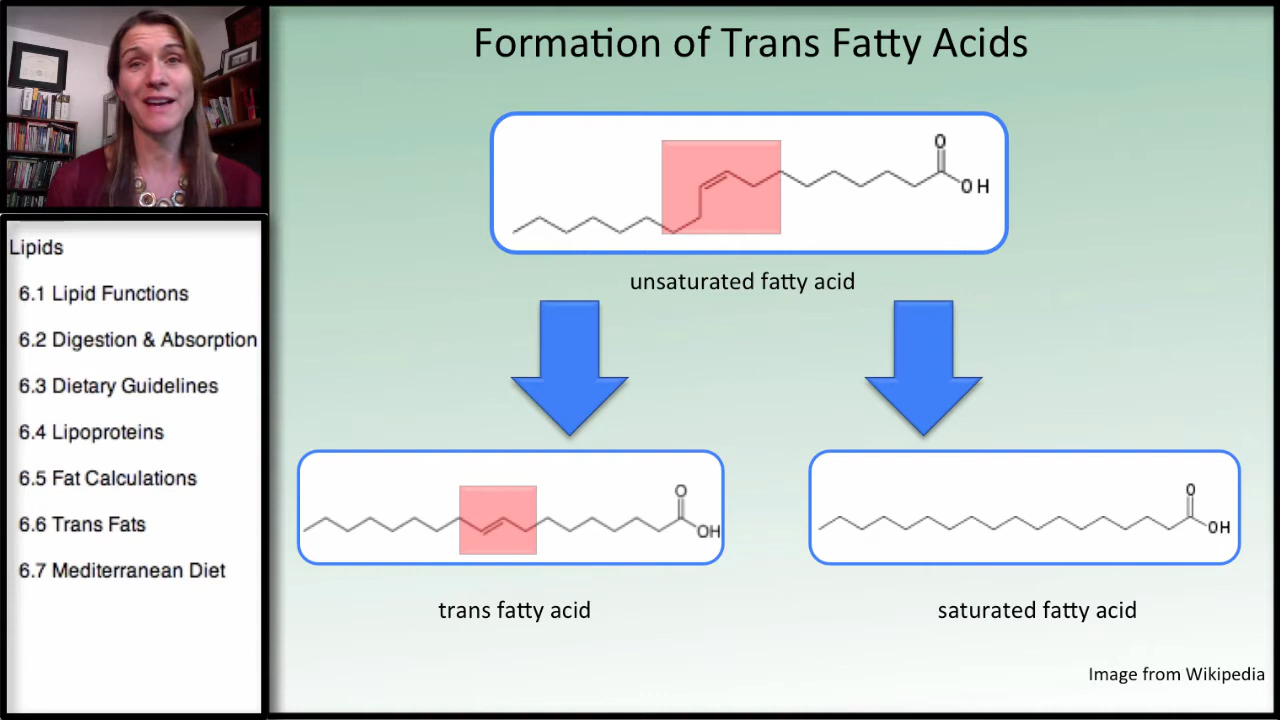 Formation of Trans Fatty Acids
O
OH
unsaturated fatty acid
Lipids
6.1 Lipid Functions
6.2 Digestion & Absorption
6.3 Dietary Guidelines
6.4 Lipoproteins
6.5 Fat Calculations
6.6 Trans Fats
6.7 Mediterranean Diet
O
OH
O
OH
trans fatty acid
saturated fatty acid
Image from Wikipedia